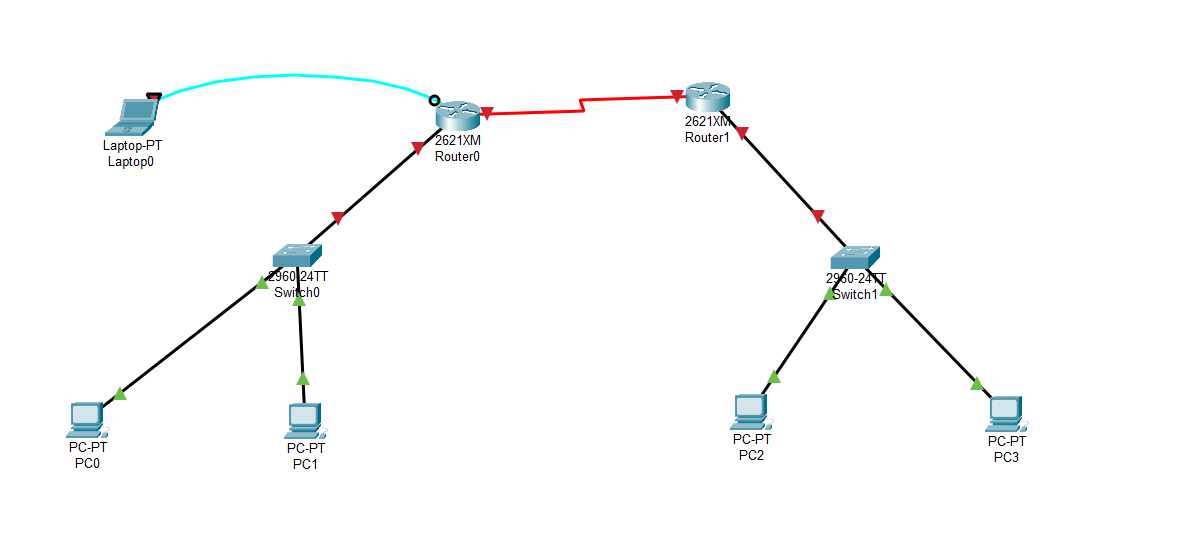 Laptop-PT
Laptop0
2621XM
Router0
2621XM
Router1
2960-24TT
Switch0
2960-24TT
Switch1
PC-PT
PC0
PC-PT
PC1
PC-PT
PC2
PC-PT
PC3